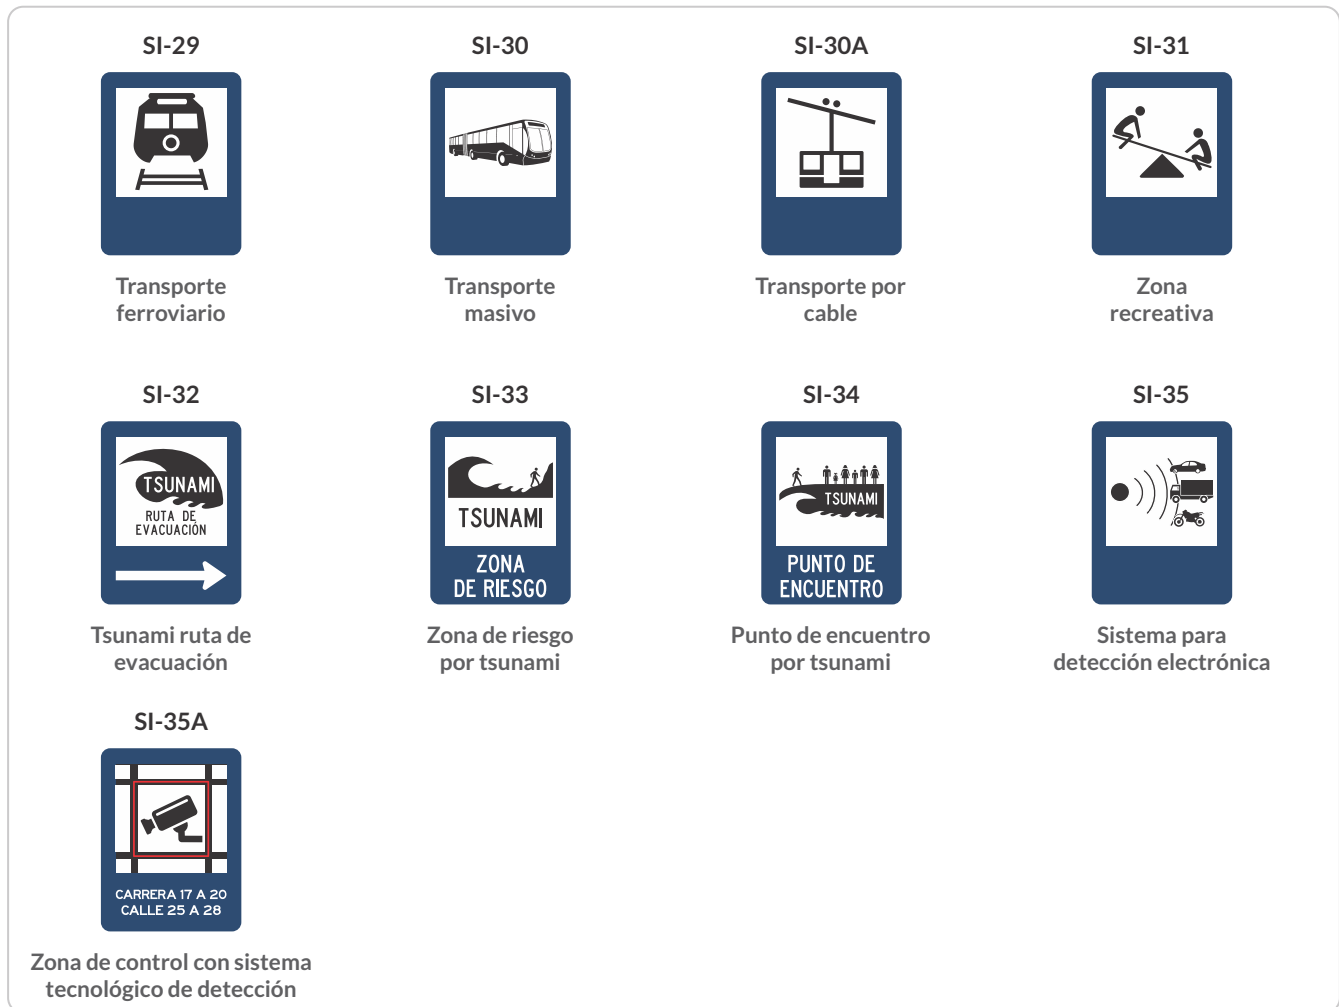 SI-29
SI-30
SI-30A
SI-31
Transporte
ferroviario
Transporte
masivo
Transporte por
cable
Zona
recreativa
SI-32
SI-33
SI-34
SI-35
TSUNAMI
RUTA DE
EVACUACIÓN
TSUNAMI
ZONA
DE RIESGO
TSUNAMI
PUNTO DE
ENCUENTRO
Tsunami ruta de
evacuación
Zona de riesgo
por tsunami
Punto de encuentro
por tsunami
Sistema para
detección electrónica
SI-35A
CARRERA 17 A 20
CALLE 25 A 28
Zona de control con sistema
tecnológico de detección